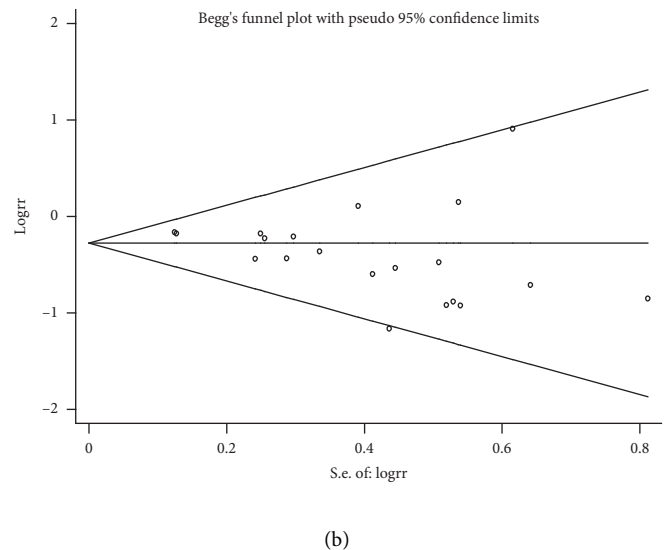 Begg's funnel plot with pseudo 95% confidence limits
2
1
0
–1
–2
Logrr
0
0.2
0.4
0.6
0.8
S.e. of: logrr
(b)